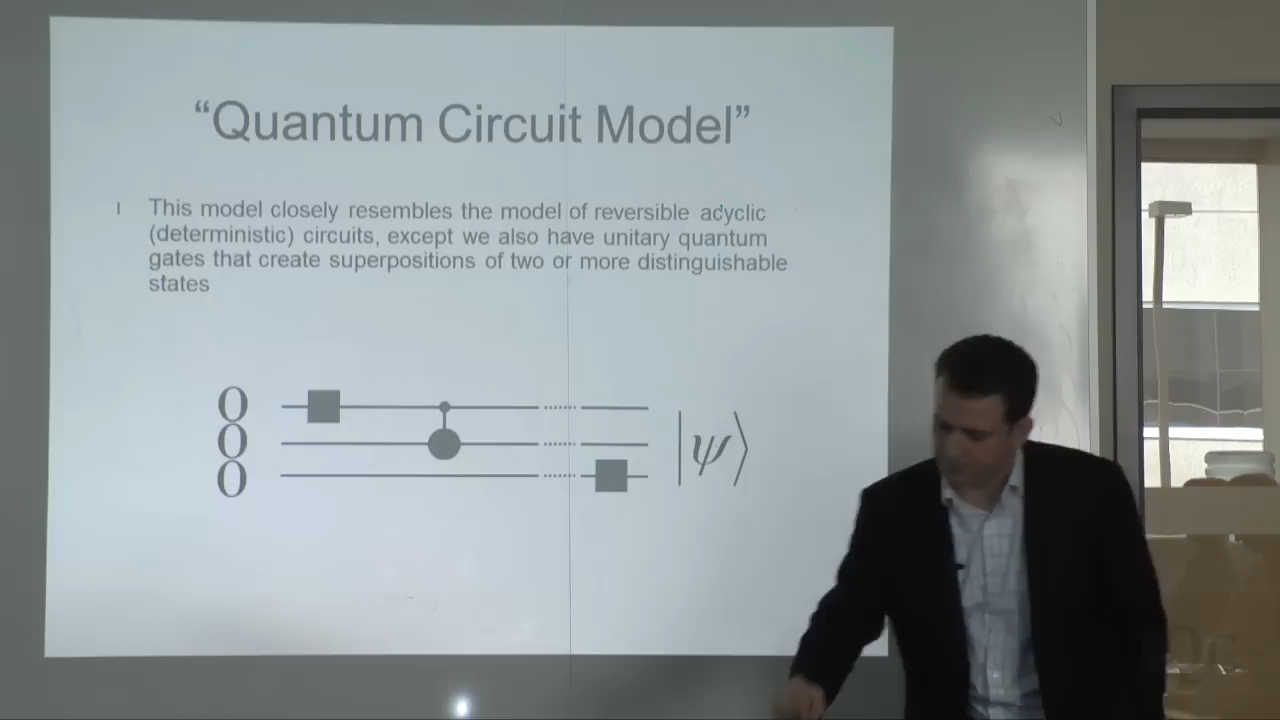 “Quantum Circuit Model”
This model closely resembles the model of reversible acyclic
(deterministic) circuits, except we also have unitary quantum
gates that create superpositions of two or more distinguishable
states
0
0
0
|ψ⟩